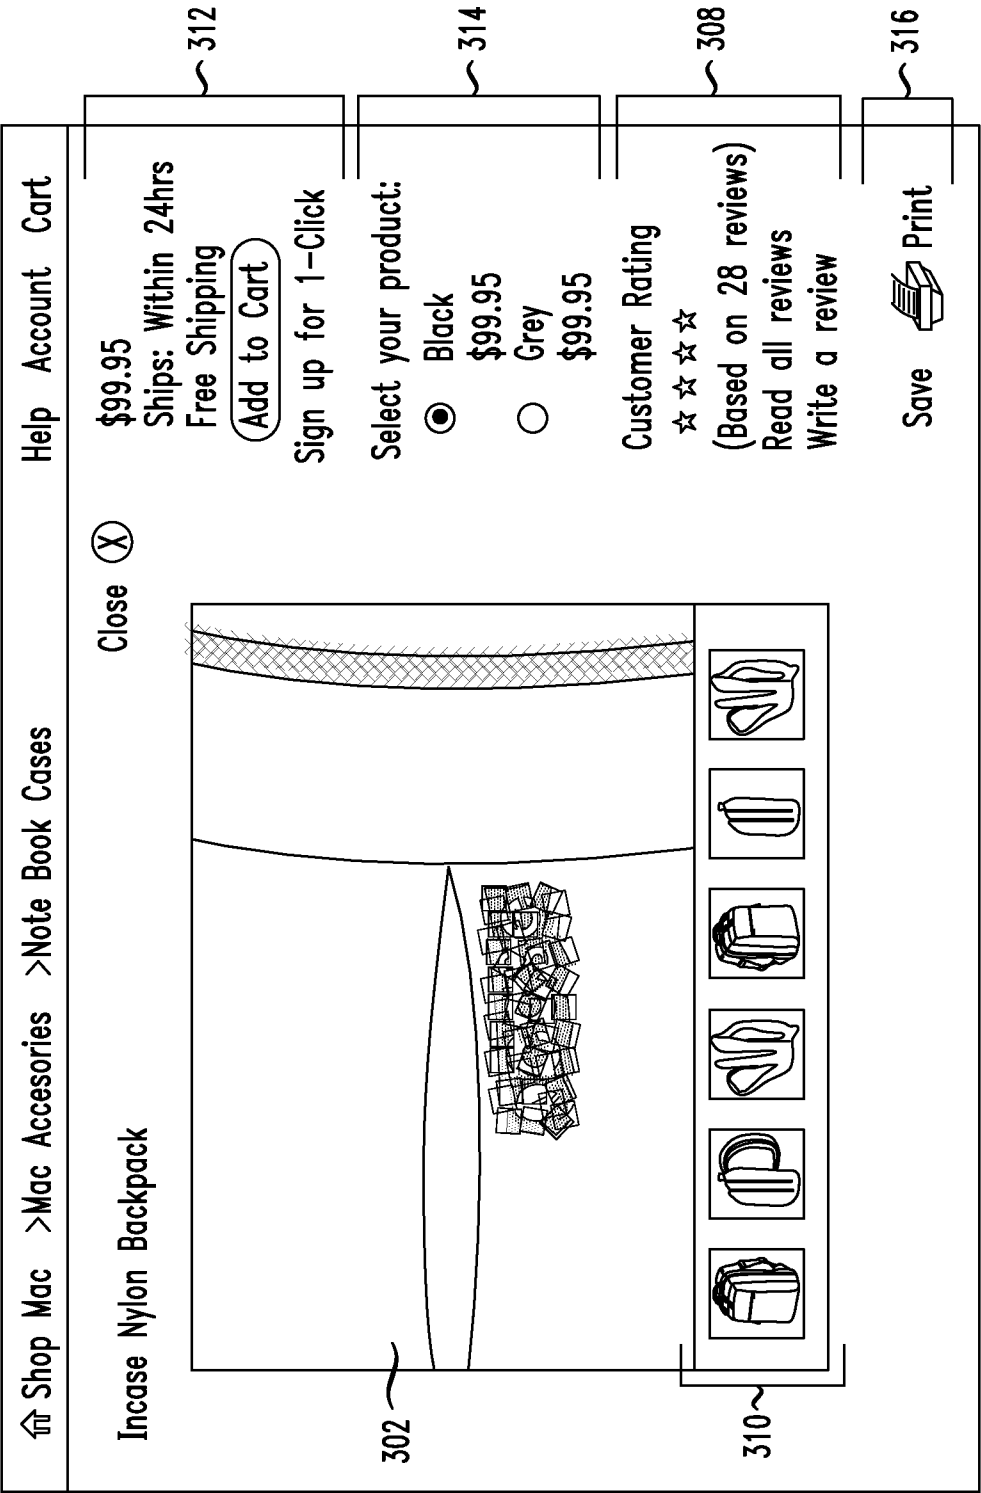 Shop Mac >Mac Accesories >Note Book Cases Help Account Cart
Incase Nylon Backpack
Close X
$99.95
Ships: Within 24hrs
Free Shipping
Add to Cart
Sign up for 1-Click
312
Select your product:
Black
$99.95
Grey
$99.95
314
Customer Rating
(Based on 28 reviews)
Read all reviews
Write a review
308
Save Print
316
302
310